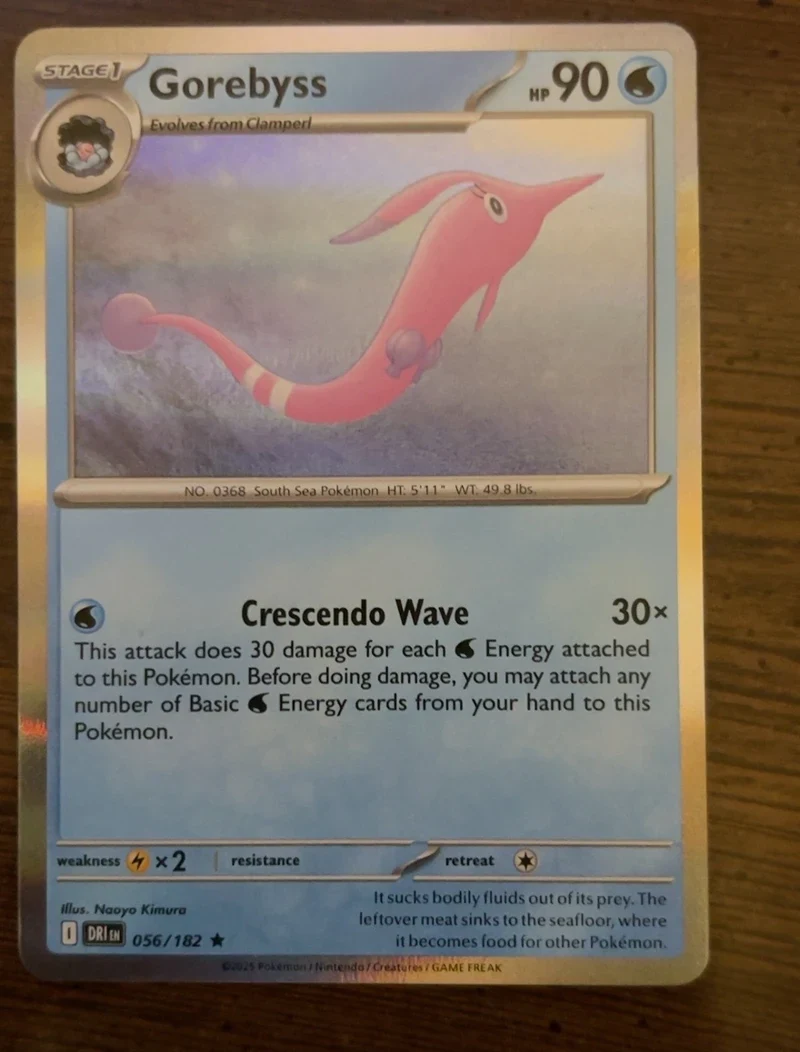 STAGE 1
Gorebyss
HP 90
Evolves from Clamperl
NO. 0368 South Sea Pokémon HT: 5'11" WT: 49.8 lbs.
Crescendo Wave 30×
This attack does 30 damage for each Energy attached
to this Pokémon. Before doing damage, you may attach any
number of Basic Energy cards from your hand to this
Pokémon.
weakness ×2 resistance retreat
Illus. Naoyo Kimura
I DRI EN 056/182
It sucks bodily fluids out of its prey. The
leftover meat sinks to the seafloor, where
it becomes food for other Pokémon.
©2025 Pokémon / Nintendo / Creatures / GAME FREAK